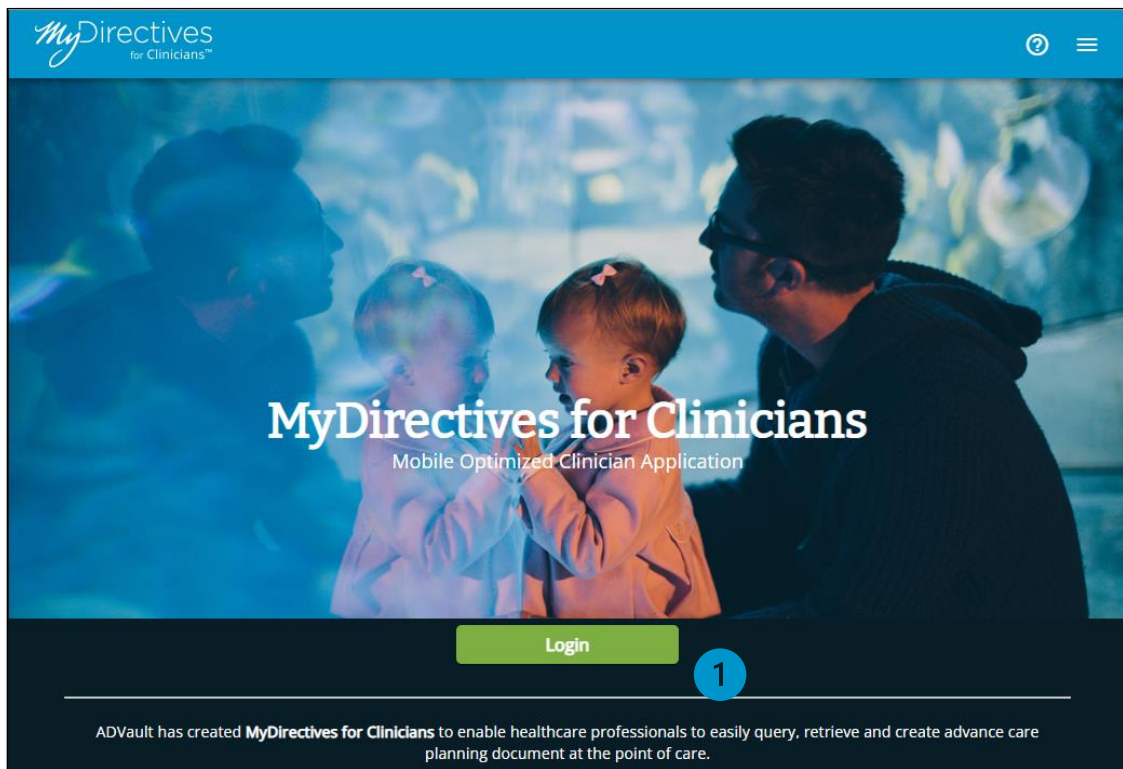 MyDirectives
for Clinicians™
MyDirectives for Clinicians
Mobile Optimized Clinician Application
Login
1
ADVault has created MyDirectives for Clinicians to enable healthcare professionals to easily query, retrieve and create advance care
planning document at the point of care.